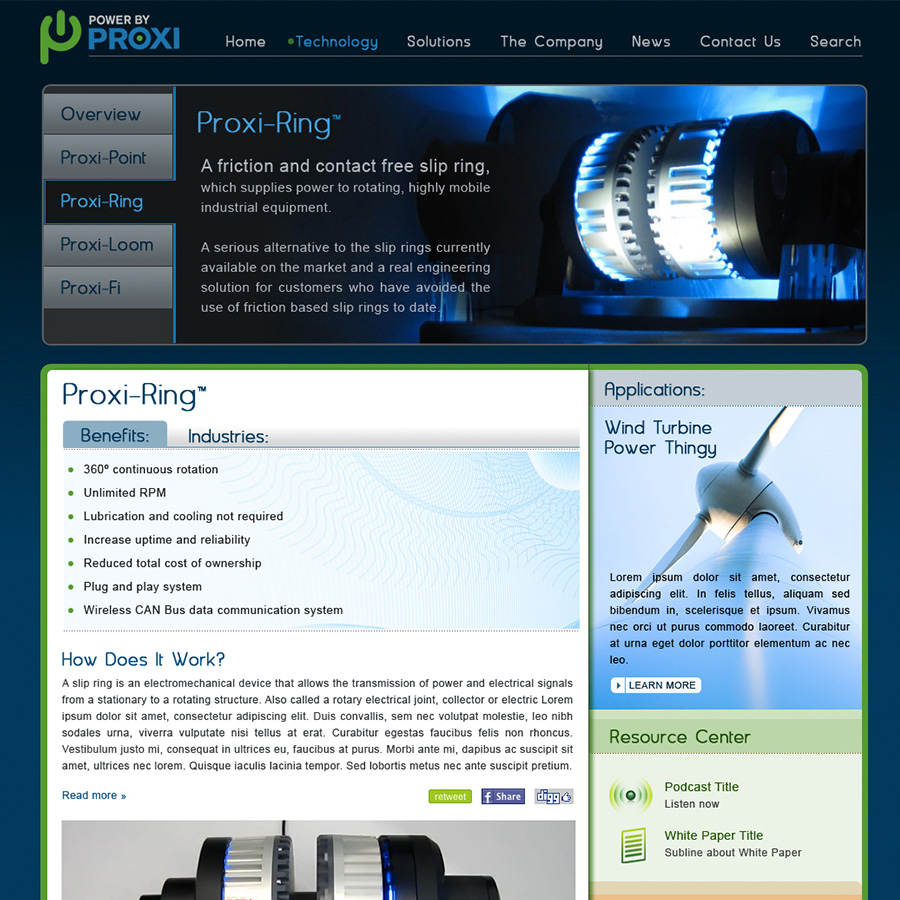 POWER BY
PROXI
Home
Technology
Solutions
The Company
News
Contact Us
Search
Overview
Proxi-Point
Proxi-Ring
Proxi-Loom
Proxi-Fi
Proxi-Ring™
A friction and contact free slip ring,
which supplies power to rotating, highly mobile
industrial equipment.
A serious alternative to the slip rings currently
available on the market and a real engineering
solution for customers who have avoided the
use of friction based slip rings to date.
Proxi-Ring™
Benefits:
Industries:
360º continuous rotation
Unlimited RPM
Lubrication and cooling not required
Increase uptime and reliability
Reduced total cost of ownership
Plug and play system
Wireless CAN Bus data communication system
How Does It Work?
A slip ring is an electromechanical device that allows the transmission of power and electrical signals
from a stationary to a rotating structure. Also called a rotary electrical joint, collector or electric Lorem
ipsum dolor sit amet, consectetur adipiscing elit. Duis convallis, sem nec volutpat molestie, leo nibh
sodales urna, viverra vulputate nisi tellus at erat. Curabitur egestas faucibus felis non rhoncus.
Vestibulum justo mi, consequat in ultrices eu, faucibus at purus. Morbi ante mi, dapibus ac suscipit sit
amet, ultrices nec lorem. Quisque iaculis lacinia tempor. Sed lobortis metus nec ante suscipit pretium.
Read more »
retweet
f Share
digg
Applications:
Wind Turbine
Power Thingy
Lorem ipsum dolor sit amet, consectetur
adipiscing elit. In felis tellus, aliquam sed
bibendum in, scelerisque et ipsum. Vivamus
nec orci ut purus commodo laoreet. Curabitur
at urna eget dolor porttitor elementum ac nec
leo.
LEARN MORE
Resource Center
Podcast Title
Listen now
White Paper Title
Subline about White Paper